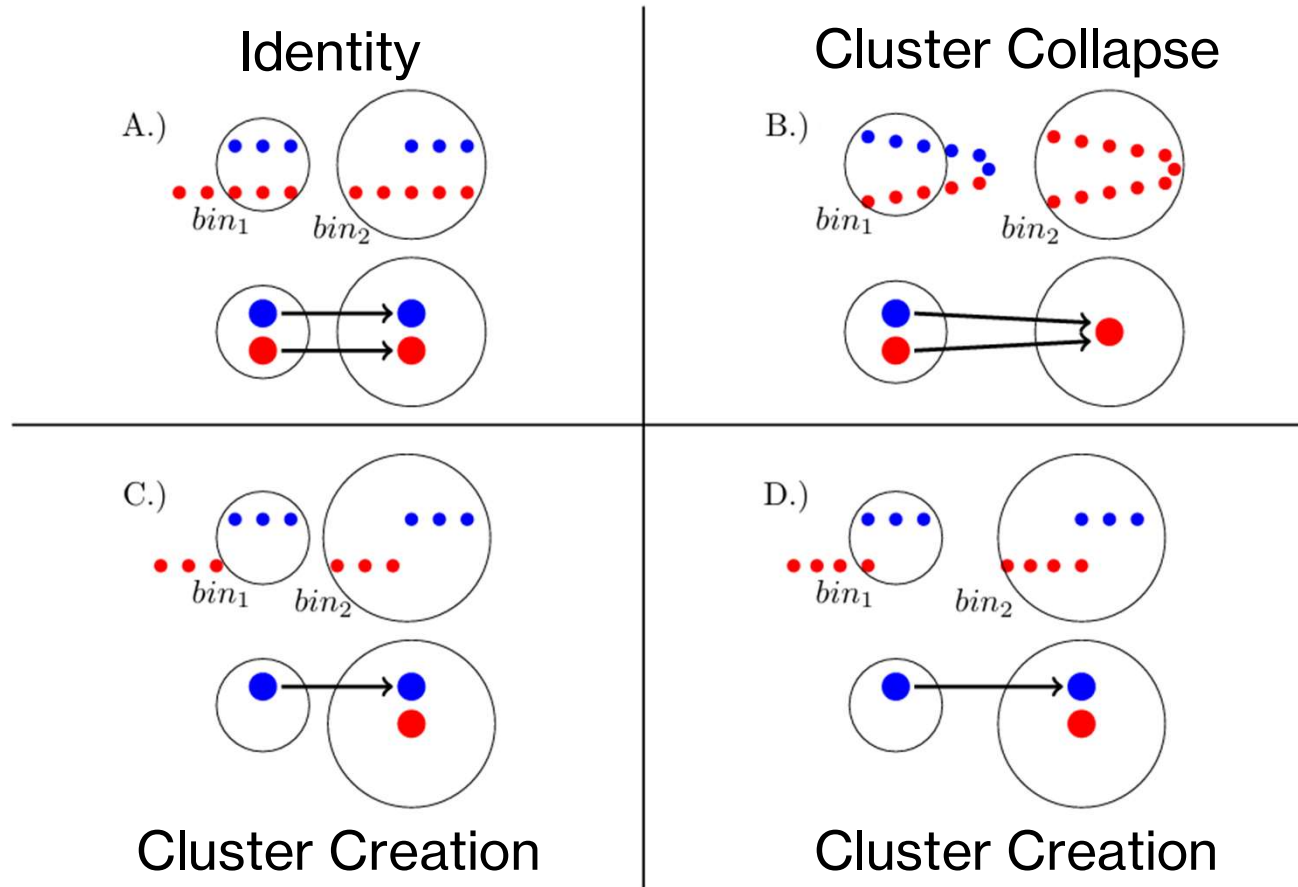 Identity
A.)
bin₁
bin₂
Cluster Collapse
B.)
bin₁
bin₂
C.)
bin₁
bin₂
Cluster Creation
D.)
bin₁
bin₂
Cluster Creation